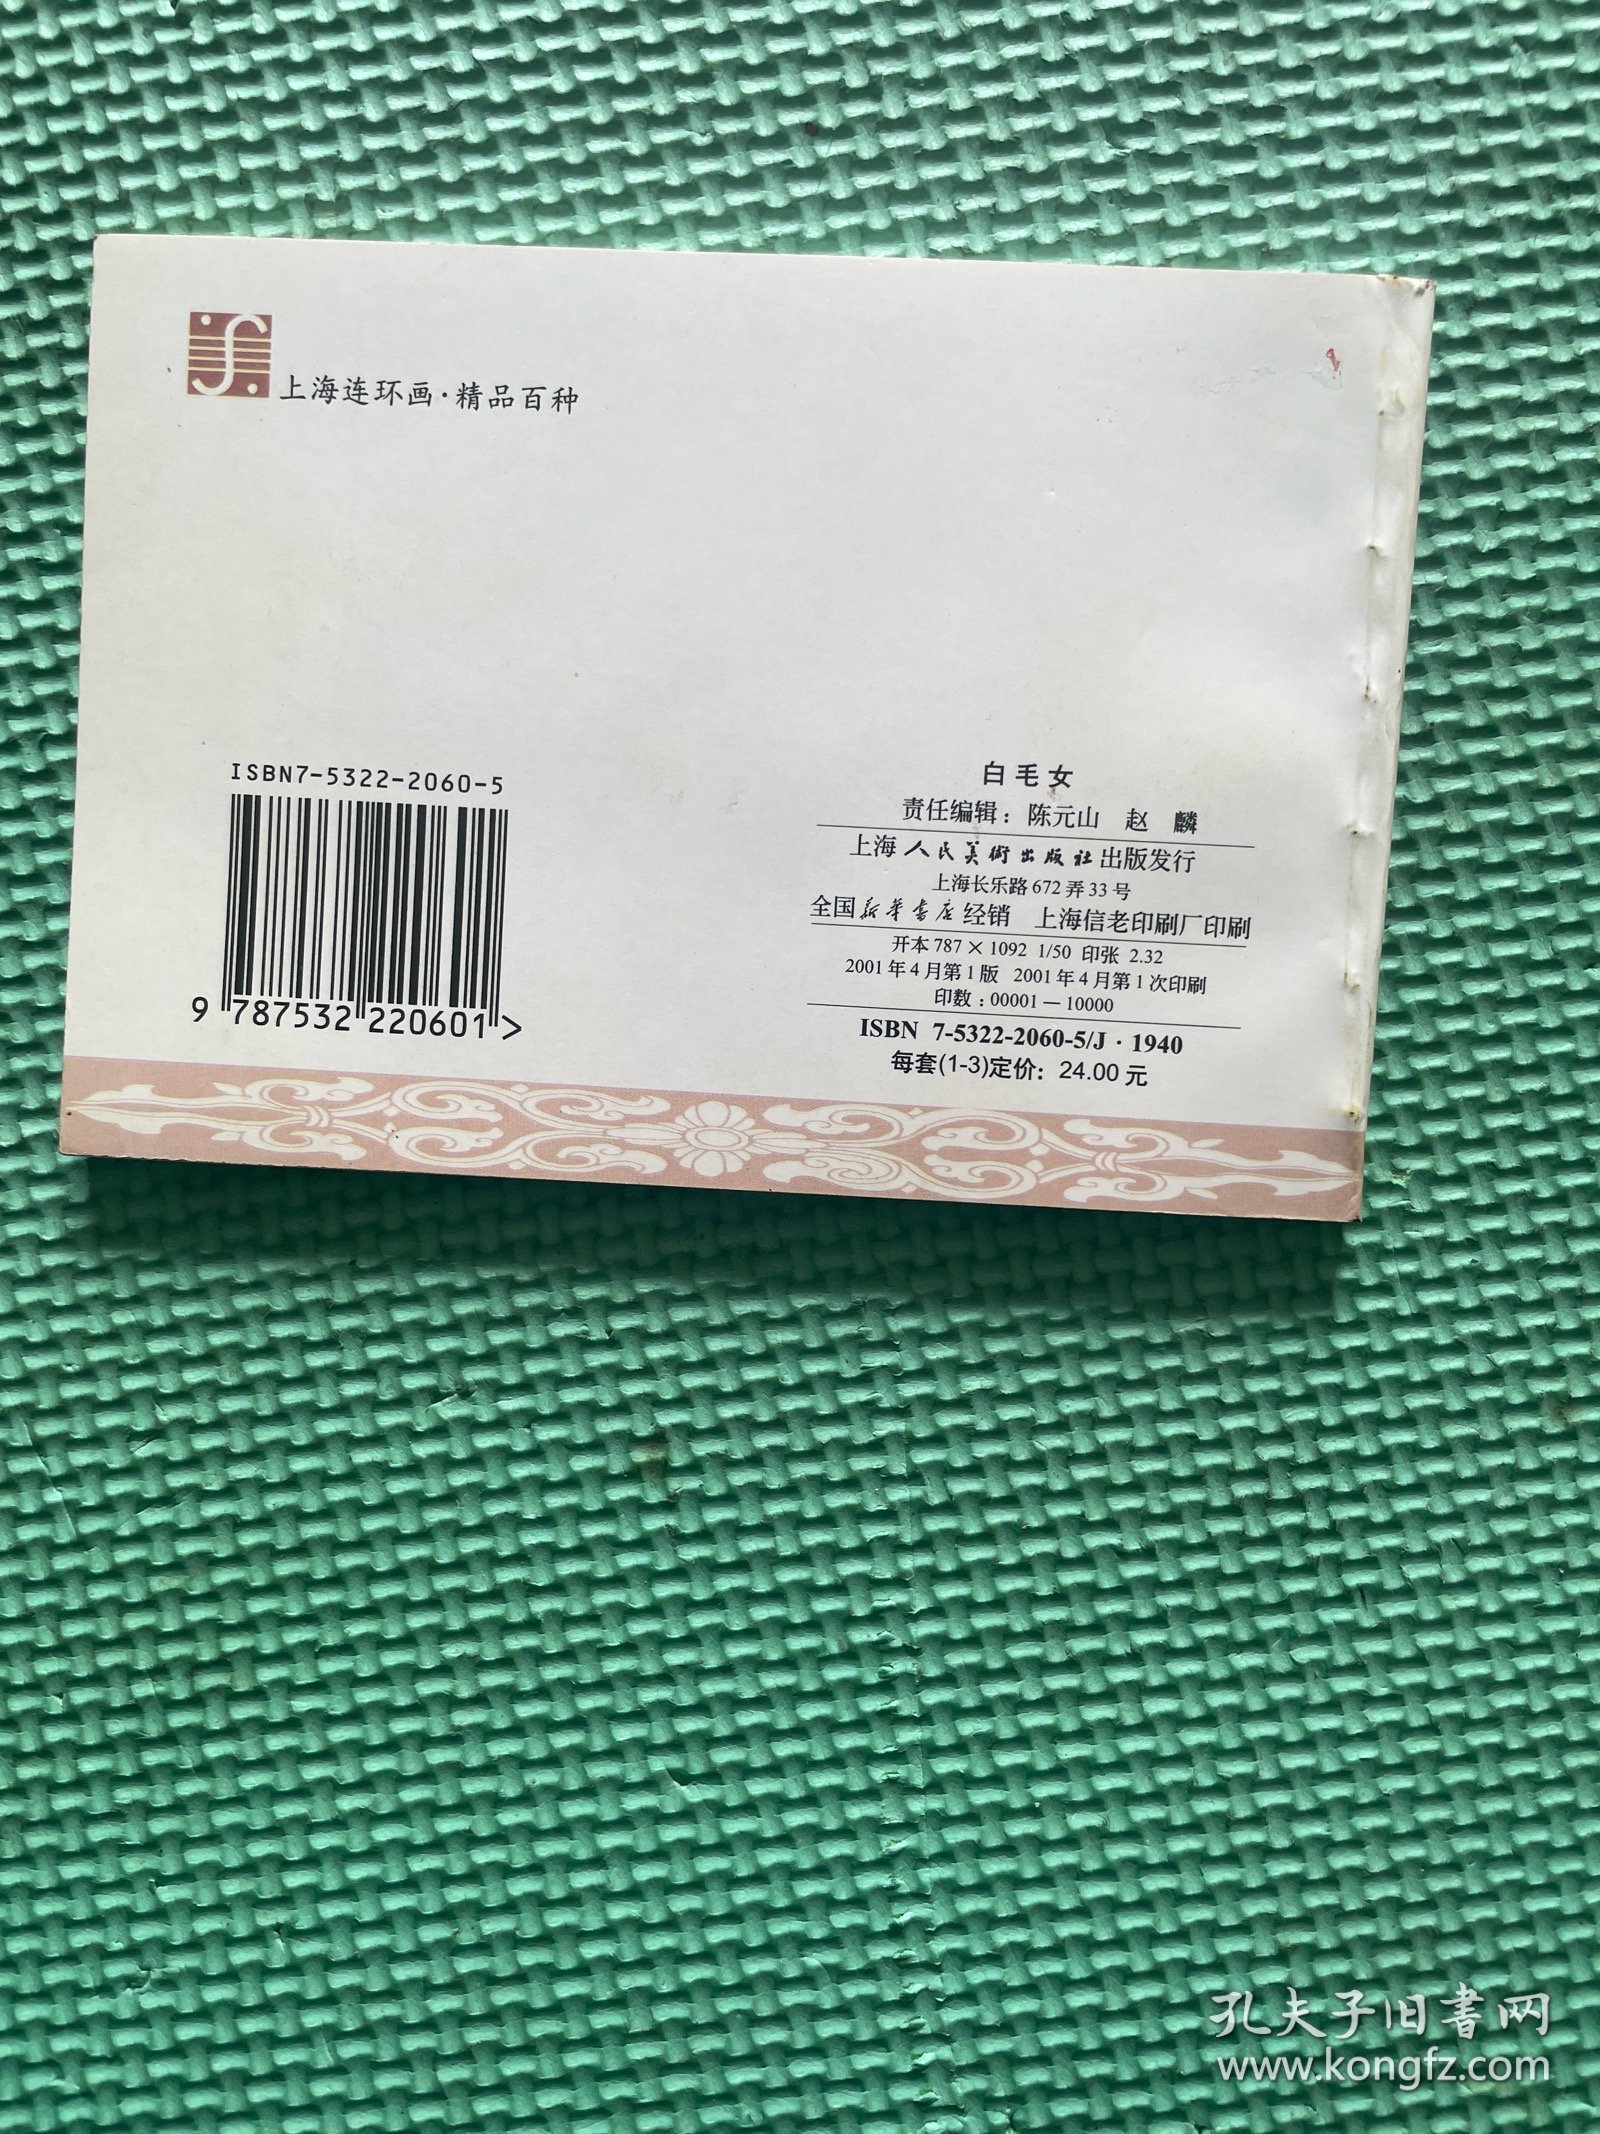 上海连环画·精品百种
ISBN7-5322-2060-5
9 787532 220601 >
白毛女
责任编辑：陈元山 赵 麟
上海人民美術出版社出版发行
上海长乐路672弄33号
全国新华书店经销 上海信老印刷厂印刷
开本787×1092 1/50 印张 2.32
2001年4月第1版 2001年4月第1次印刷
印数：00001—10000
ISBN 7-5322-2060-5/J·1940
每套(1-3)定价：24.00元
孔夫子旧書网
www.kongfz.com